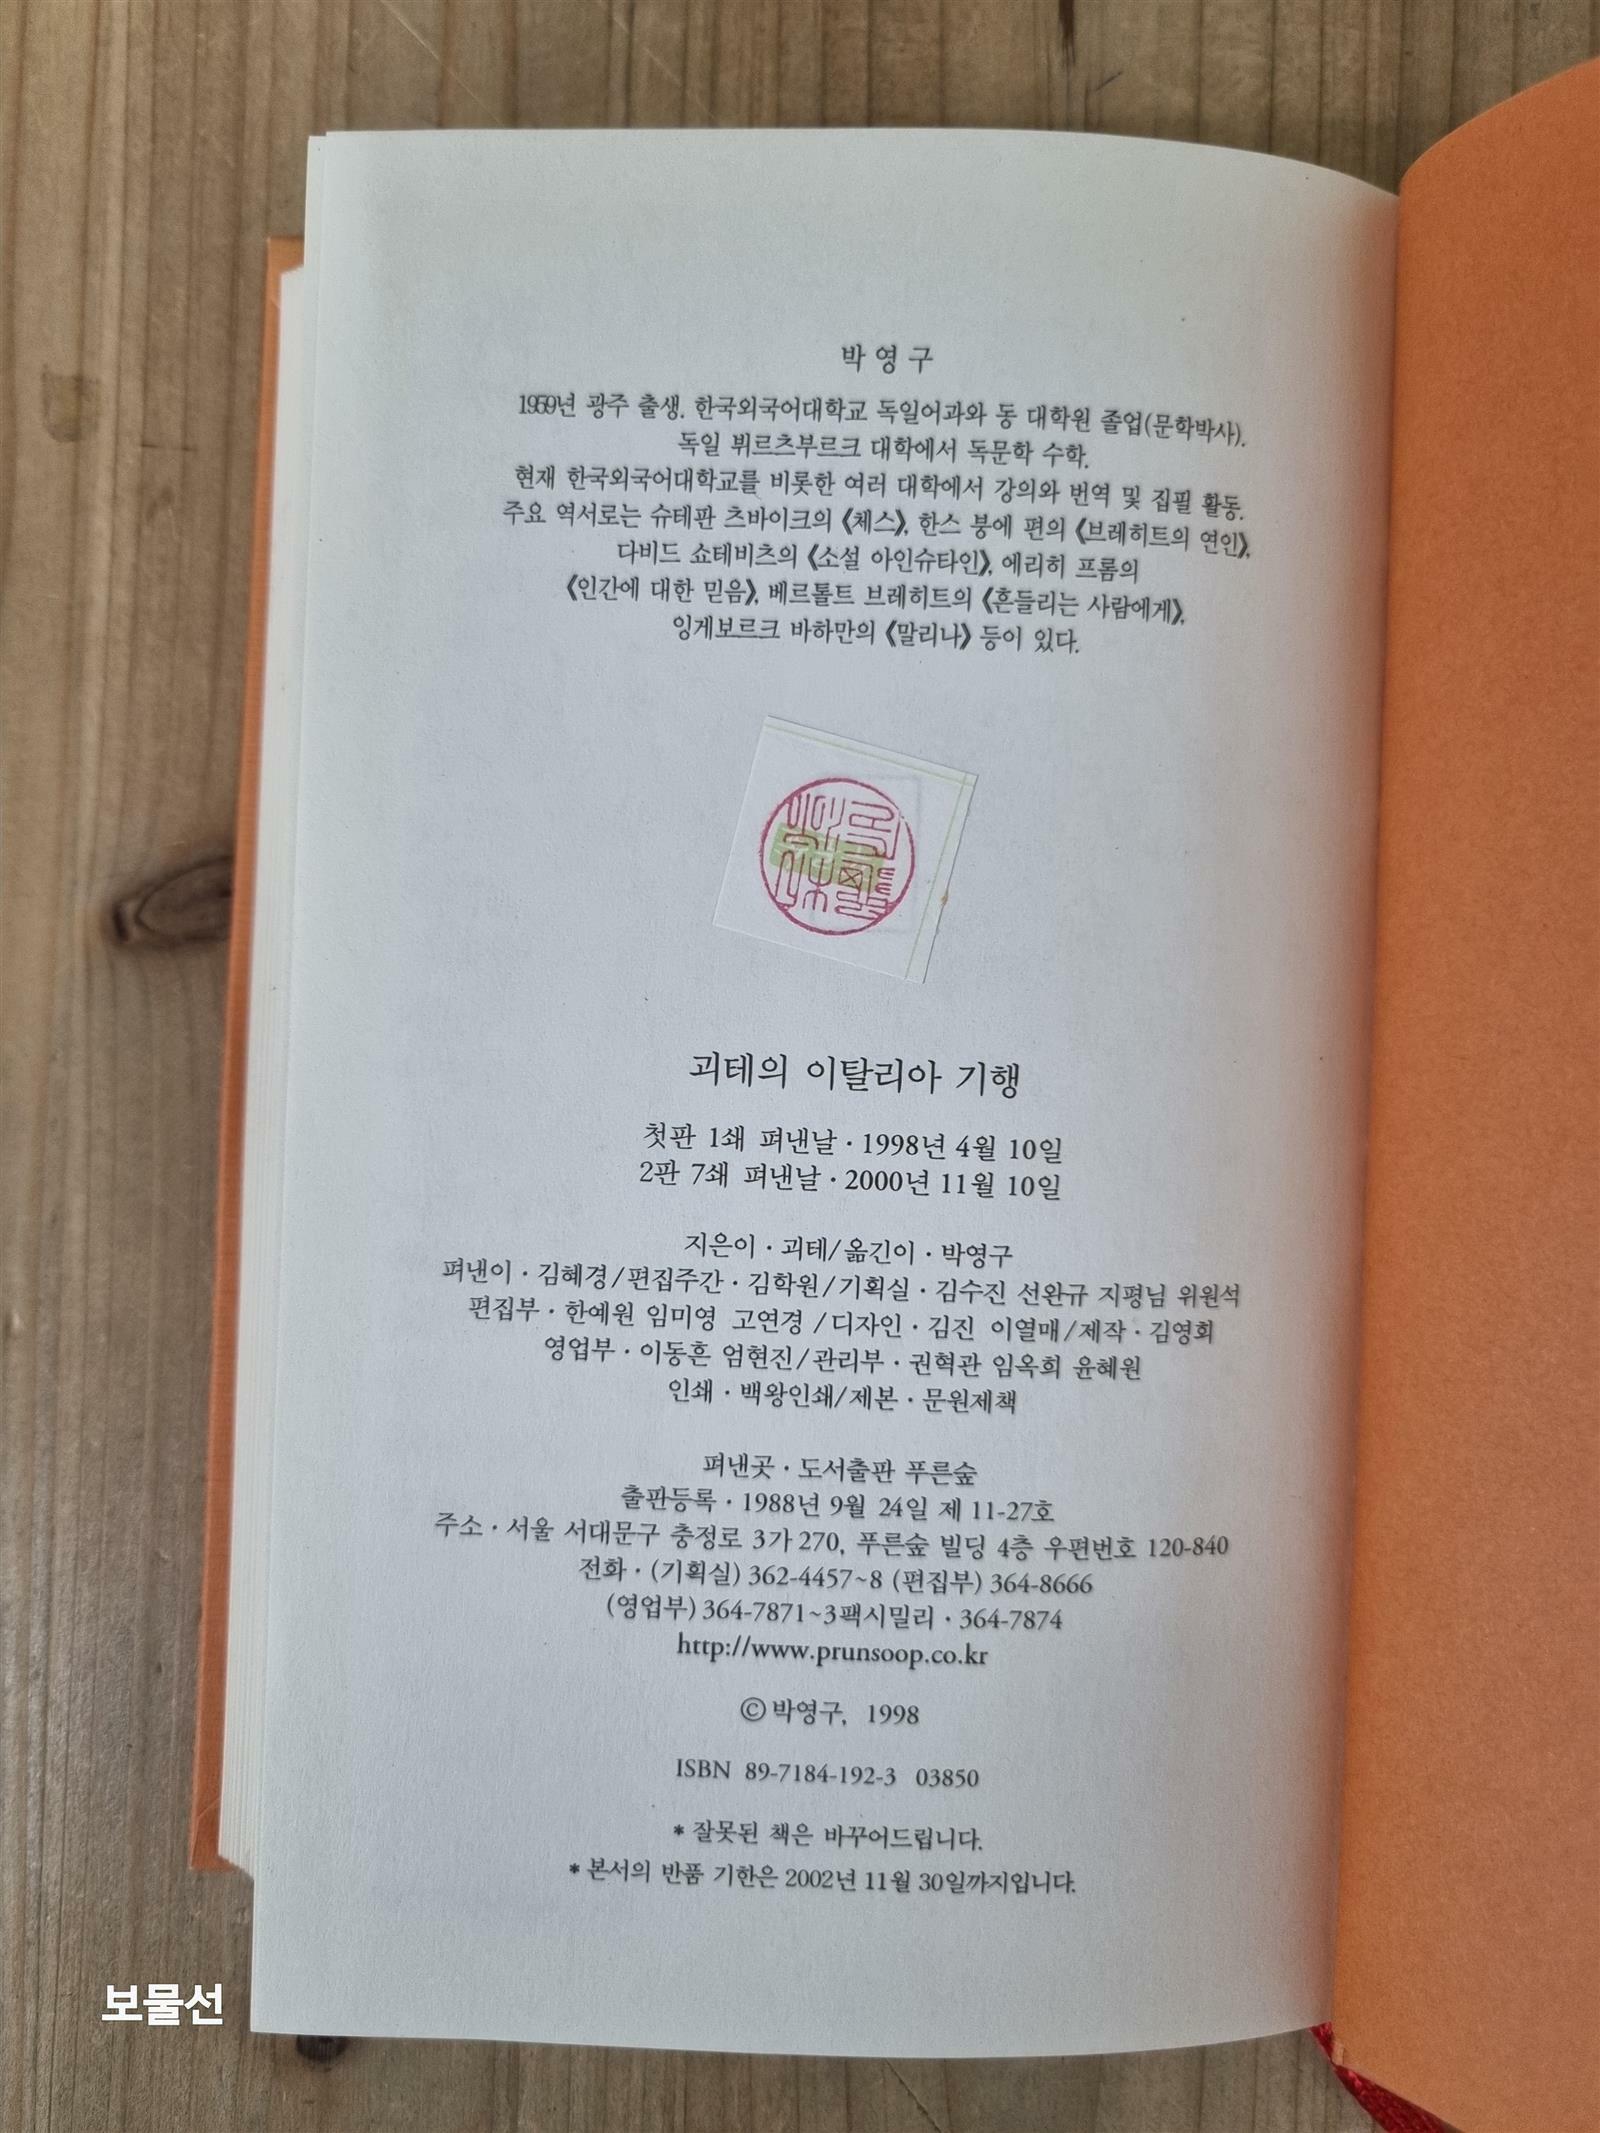 박영구
1959년 광주 출생. 한국외국어대학교 독일어과와 동 대학원 졸업(문학박사).
독일 뷔르츠부르크 대학에서 독문학 수학.
현재 한국외국어대학교를 비롯한 여러 대학에서 강의와 번역 및 집필 활동.
주요 역서로는 슈테판 츠바이크의 《체스》, 한스 붕에 편의 《브레히트의 연인》,
다비드 쇼테비츠의 《소설 아인슈타인》, 에리히 프롬의
《인간에 대한 믿음》, 베르톨트 브레히트의 《흔들리는 사람에게》,
잉게보르크 바하만의 《말리나》 등이 있다.
괴테의 이탈리아 기행
첫판 1쇄 펴낸날 · 1998년 4월 10일
2판 7쇄 펴낸날 · 2000년 11월 10일
지은이 · 괴테/옮긴이 · 박영구
펴낸이 · 김혜경/편집주간 · 김학원/기획실 · 김수진 선완규 지평님 위원석
편집부 · 한예원 임미영 고연경 /디자인 · 김진 이열매/제작 · 김영회
영업부 · 이동흔 엄현진/관리부 · 권혁관 임옥희 윤혜원
인쇄 · 백왕인쇄/제본 · 문원제책
펴낸곳 · 도서출판 푸른숲
출판등록 · 1988년 9월 24일 제 11-27호
주소 · 서울 서대문구 충정로 3가 270, 푸른숲 빌딩 4층 우편번호 120-840
전화 · (기획실) 362-4457~8 (편집부) 364-8666
(영업부) 364-7871~3 팩시밀리 · 364-7874
http://www.prunsoop.co.kr
ⓒ 박영구, 1998
ISBN 89-7184-192-3 03850
* 잘못된 책은 바꾸어드립니다.
* 본서의 반품 기한은 2002년 11월 30일까지입니다.
보물선